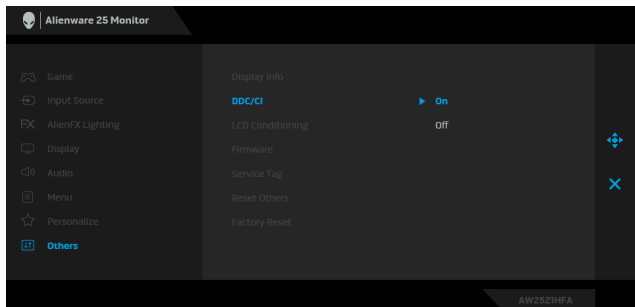 Alienware 25 Monitor
Game
Input Source
AlienFX Lighting
Display
Audio
Menu
Personalize
Others
Display Info
DDC/CI On
Off
LCD Conditioning
Firmware
Service Tag
Reset Others
Factory Reset
AW2521HFA